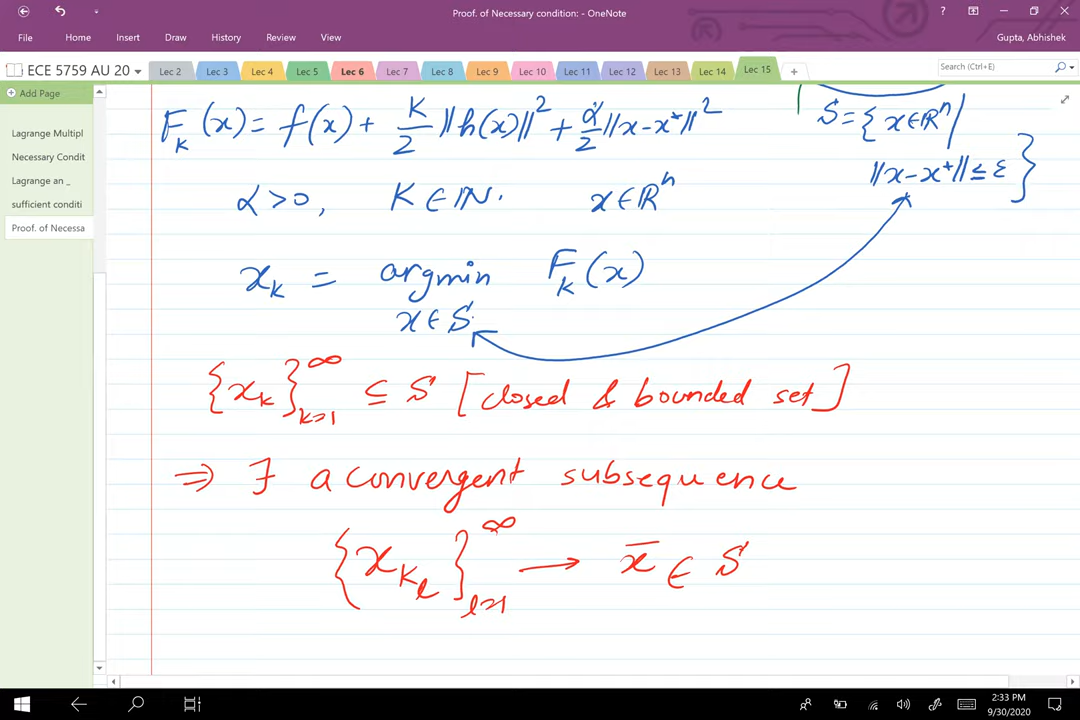 Proof. of Necessary condition: - OneNote
File Home Insert Draw History Review View Gupta, Abhishek
ECE 5759 AU 20 Lec 2 Lec 3 Lec 4 Lec 5 Lec 6 Lec 7 Lec 8 Lec 9 Lec 10 Lec 11 Lec 12 Lec 13 Lec 14 Lec 15 Search (Ctrl+E)
Add Page
Lagrange Multipl
Necessary Condit
Lagrange an _
sufficient conditi
Proof. of Necessa
F_k(x) = f(x) + K/2 ||h(x)||² + α/2 ||x-x*||²
S = { x∈ℝⁿ |
||x-x*|| ≤ ε }
α>0, K∈ℕ. x∈ℝⁿ
x_k = argmin F_k(x)
x∈S
{x_k}_{k=1}^∞ ⊆ S [closed & bounded set]
⇒ ∃ a convergent subsequence
{x_{k_l}}_{l=1}^∞ → x̄ ∈ S
2:33 PM
9/30/2020